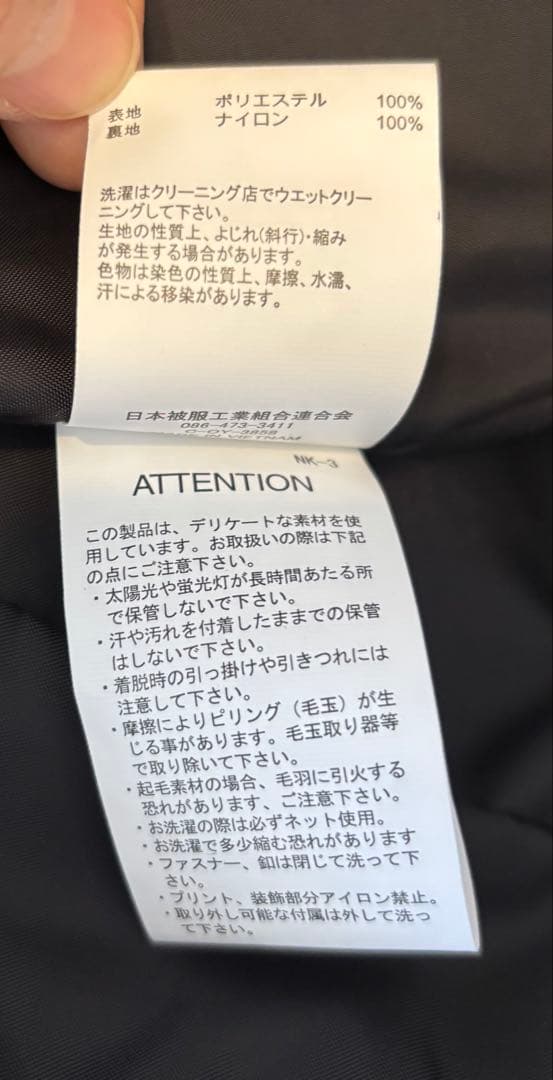 表地 ポリエステル 100%
裏地 ナイロン 100%
洗濯はクリーニング店でウエットクリー
ニングして下さい。
生地の性質上、よじれ(斜行)・縮み
が発生する場合があります。
色物は染色の性質上、摩擦、水濡、
汗による移染があります。
日本被服工業組合連合会
086-473-3411
C-OY-3858
VIETNAM
NK-3
ATTENTION
この製品は、デリケートな素材を使
用しています。お取扱いの際は下記
の点にご注意下さい。
・太陽光や蛍光灯が長時間あたる所
で保管しないで下さい。
・汗や汚れを付着したままでの保管
はしないで下さい。
・着脱時の引っ掛けや引きつれには
注意して下さい。
・摩擦によりピリング（毛玉）が生
じる事があります。毛玉取り器等
で取り除いて下さい。
・起毛素材の場合、毛羽に引火する
恐れがあります、ご注意下さい。
・お洗濯の際は必ずネット使用。
・お洗濯で多少縮む恐れがあります
・ファスナー、釦は閉じて洗って下
さい。
・プリント、装飾部分アイロン禁止。
・取り外し可能な付属は外して洗っ
て下さい。